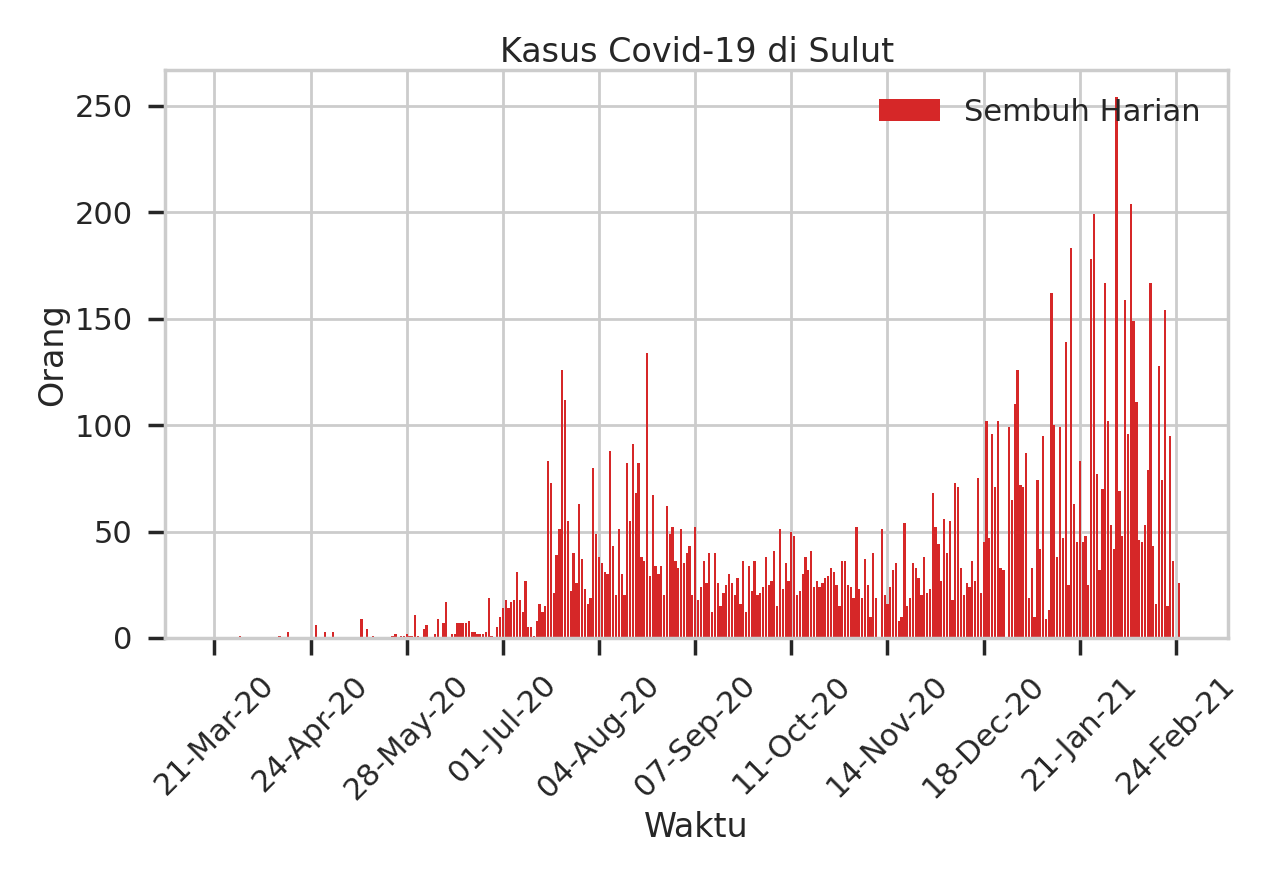 Kasus Covid-19 di Sulut
Sembuh Harian
Orang
250
200
150
100
50
0
21-Mar-20
24-Apr-20
28-May-20
01-Jul-20
04-Aug-20
07-Sep-20
11-Oct-20
14-Nov-20
18-Dec-20
21-Jan-21
24-Feb-21
Waktu